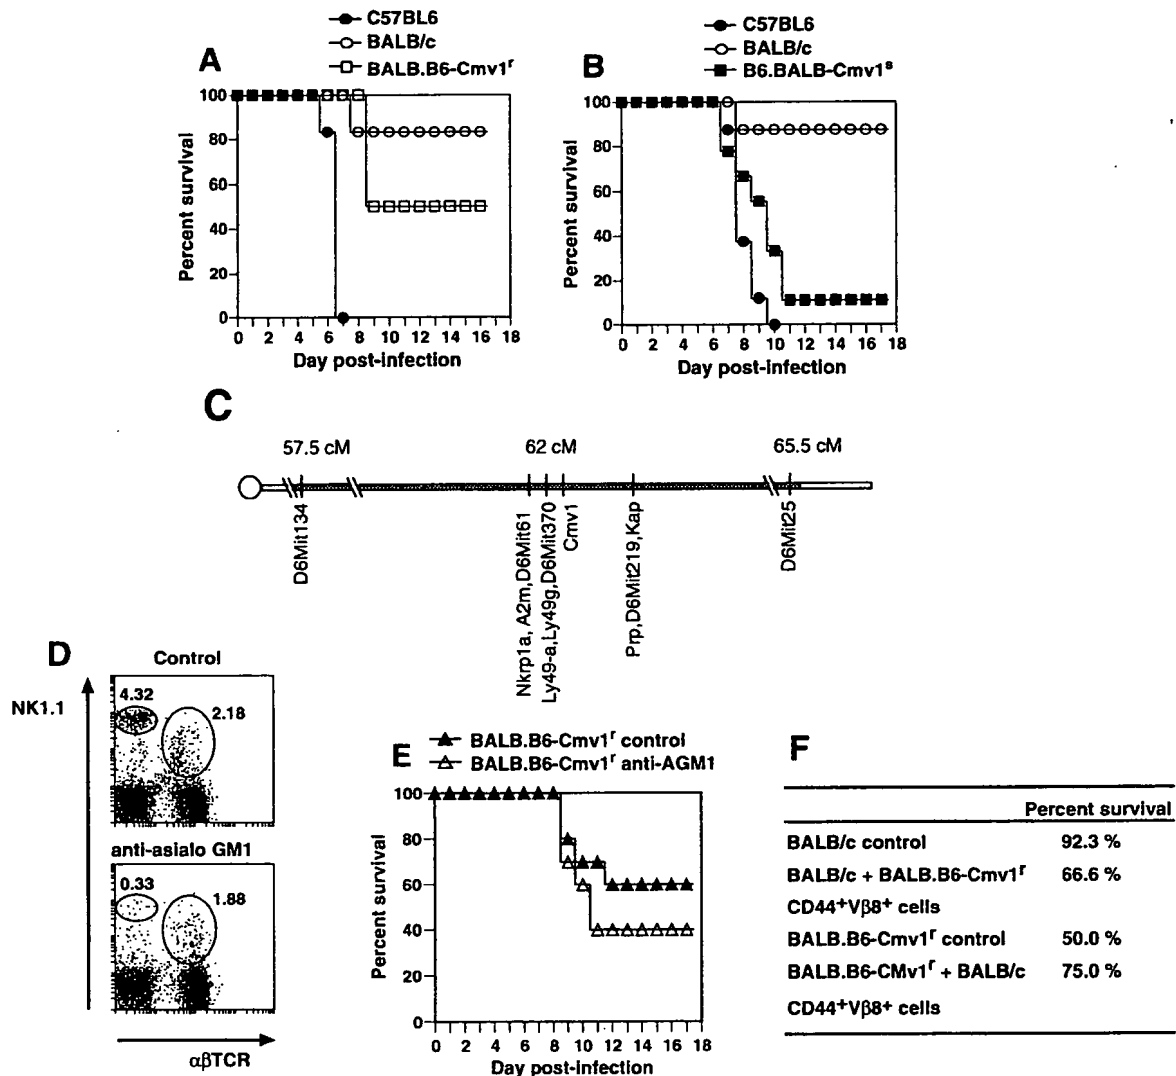 A
C57BL6
BALB/c
BALB.B6-Cmv1ʳ
Percent survival
100
80
60
40
20
0
0 2 4 6 8 10 12 14 16 18
Day post-infection
B
C57BL6
BALB/c
B6.BALB-Cmv1ˢ
Percent survival
100
80
60
40
20
0
0 2 4 6 8 10 12 14 16 18
Day post-infection
C
57.5 cM
62 cM
65.5 cM
D6Mit134
Nkrp1a, A2m,D6Mit61
Ly49-a,Ly49g,D6Mit370
Cmv1
Prp,D6Mit219,Kap
D6Mit25
D
Control
NK1.1
4.32
2.18
anti-asialo GM1
0.33
1.88
αβTCR
E
BALB.B6-Cmv1ʳ control
BALB.B6-Cmv1ʳ anti-AGM1
Percent survival
100
80
60
40
20
0
0 2 4 6 8 10 12 14 16 18
Day post-infection
F
Percent survival
BALB/c control 92.3 %
BALB/c + BALB.B6-Cmv1ʳ 66.6 %
CD44⁺Vβ8⁺ cells
BALB.B6-Cmv1ʳ control 50.0 %
BALB.B6-CMv1ʳ + BALB/c 75.0 %
CD44⁺Vβ8⁺ cells